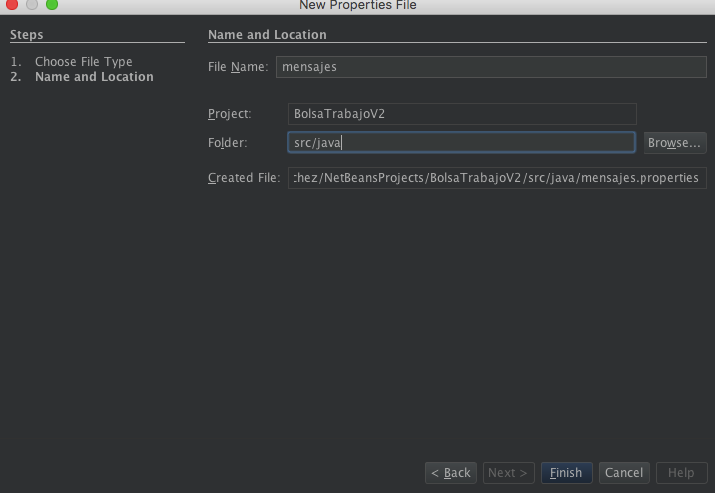 New Properties File
Steps
1. Choose File Type
2. Name and Location
Name and Location
File Name: mensajes
Project: BolsaTrabajoV2
Folder: src/java Browse...
Created File: :hez/NetBeansProjects/BolsaTrabajoV2/src/java/mensajes.properties
< Back Next > Finish Cancel Help